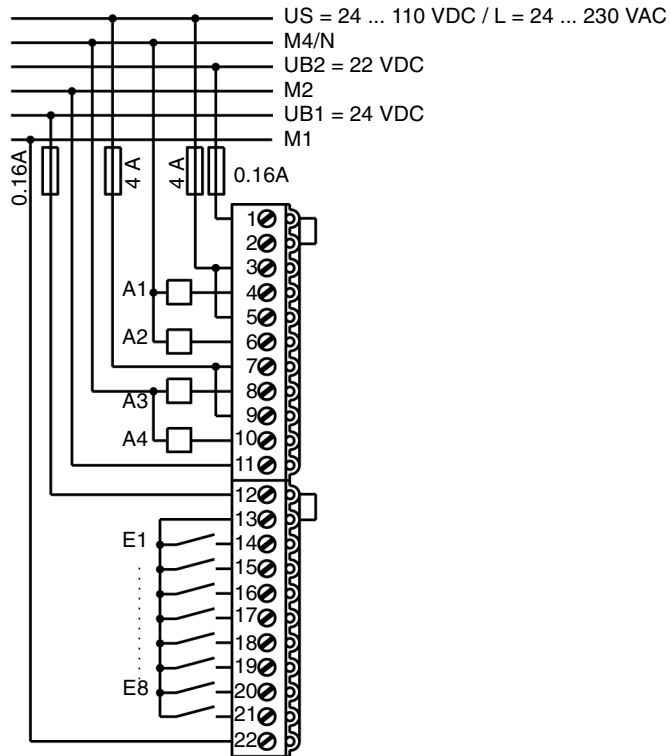 US = 24 ... 110 VDC / L = 24 ... 230 VAC
M4/N
UB2 = 22 VDC
M2
UB1 = 24 VDC
M1
0.16A
4 A
4 A
0.16A
1
2
3
A1
4
5
A2
6
7
A3
8
9
A4
10
11
12
13
E1
14
15
16
17
18
19
E8
20
21
22